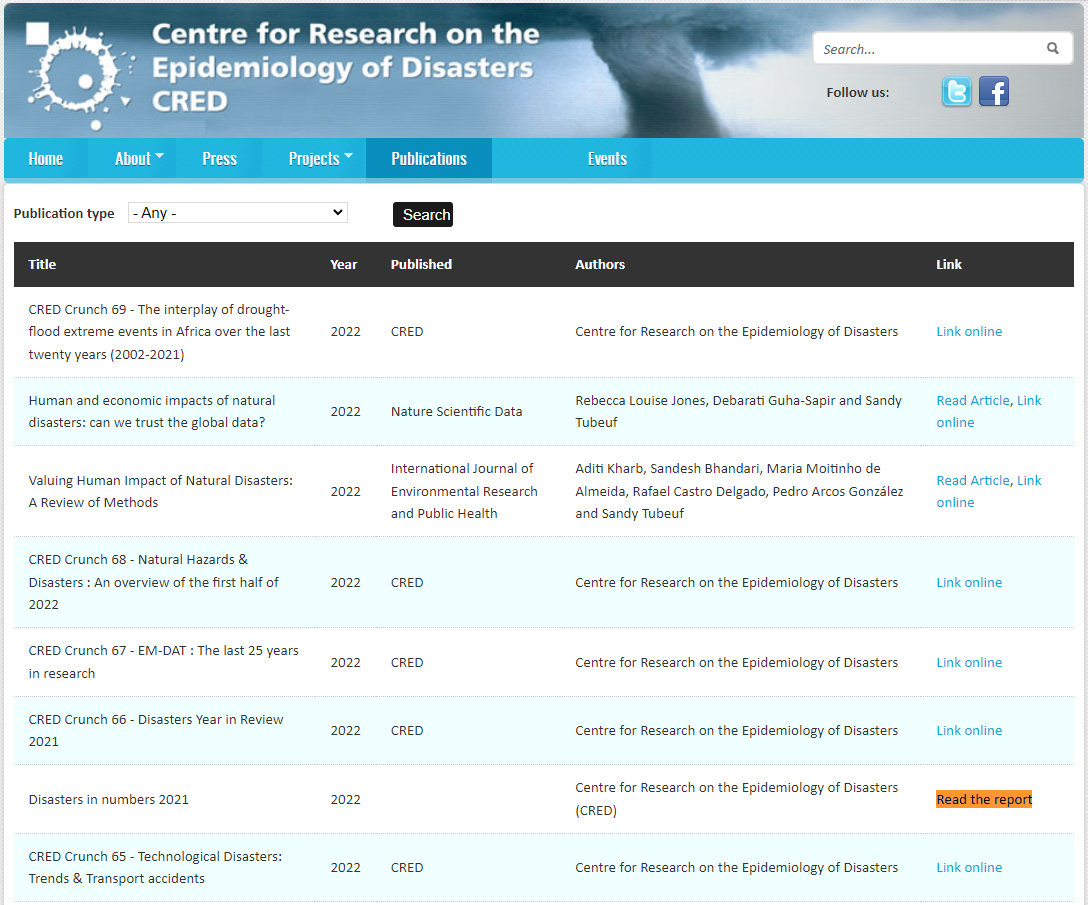 Centre for Research on the
Epidemiology of Disasters
CRED
Search...
Follow us:
Home About Press Projects Publications Events
Publication type - Any - Search
Title Year Published Authors Link
CRED Crunch 69 - The interplay of drought-
flood extreme events in Africa over the last
twenty years (2002-2021)
2022 CRED Centre for Research on the Epidemiology of Disasters Link online
Human and economic impacts of natural
disasters: can we trust the global data?
2022 Nature Scientific Data
Rebecca Louise Jones, Debarati Guha-Sapir and Sandy
Tubeuf
Read Article, Link
online
Valuing Human Impact of Natural Disasters:
A Review of Methods
2022
International Journal of
Environmental Research
and Public Health
Aditi Kharb, Sandesh Bhandari, Maria Moitinho de
Almeida, Rafael Castro Delgado, Pedro Arcos González
and Sandy Tubeuf
Read Article, Link
online
CRED Crunch 68 - Natural Hazards &
Disasters : An overview of the first half of
2022
2022 CRED Centre for Research on the Epidemiology of Disasters Link online
CRED Crunch 67 - EM-DAT : The last 25 years
in research
2022 CRED Centre for Research on the Epidemiology of Disasters Link online
CRED Crunch 66 - Disasters Year in Review
2021
2022 CRED Centre for Research on the Epidemiology of Disasters Link online
Disasters in numbers 2021 2022
Centre for Research on the Epidemiology of Disasters
(CRED)
Read the report
CRED Crunch 65 - Technological Disasters:
Trends & Transport accidents
2022 CRED Centre for Research on the Epidemiology of Disasters Link online